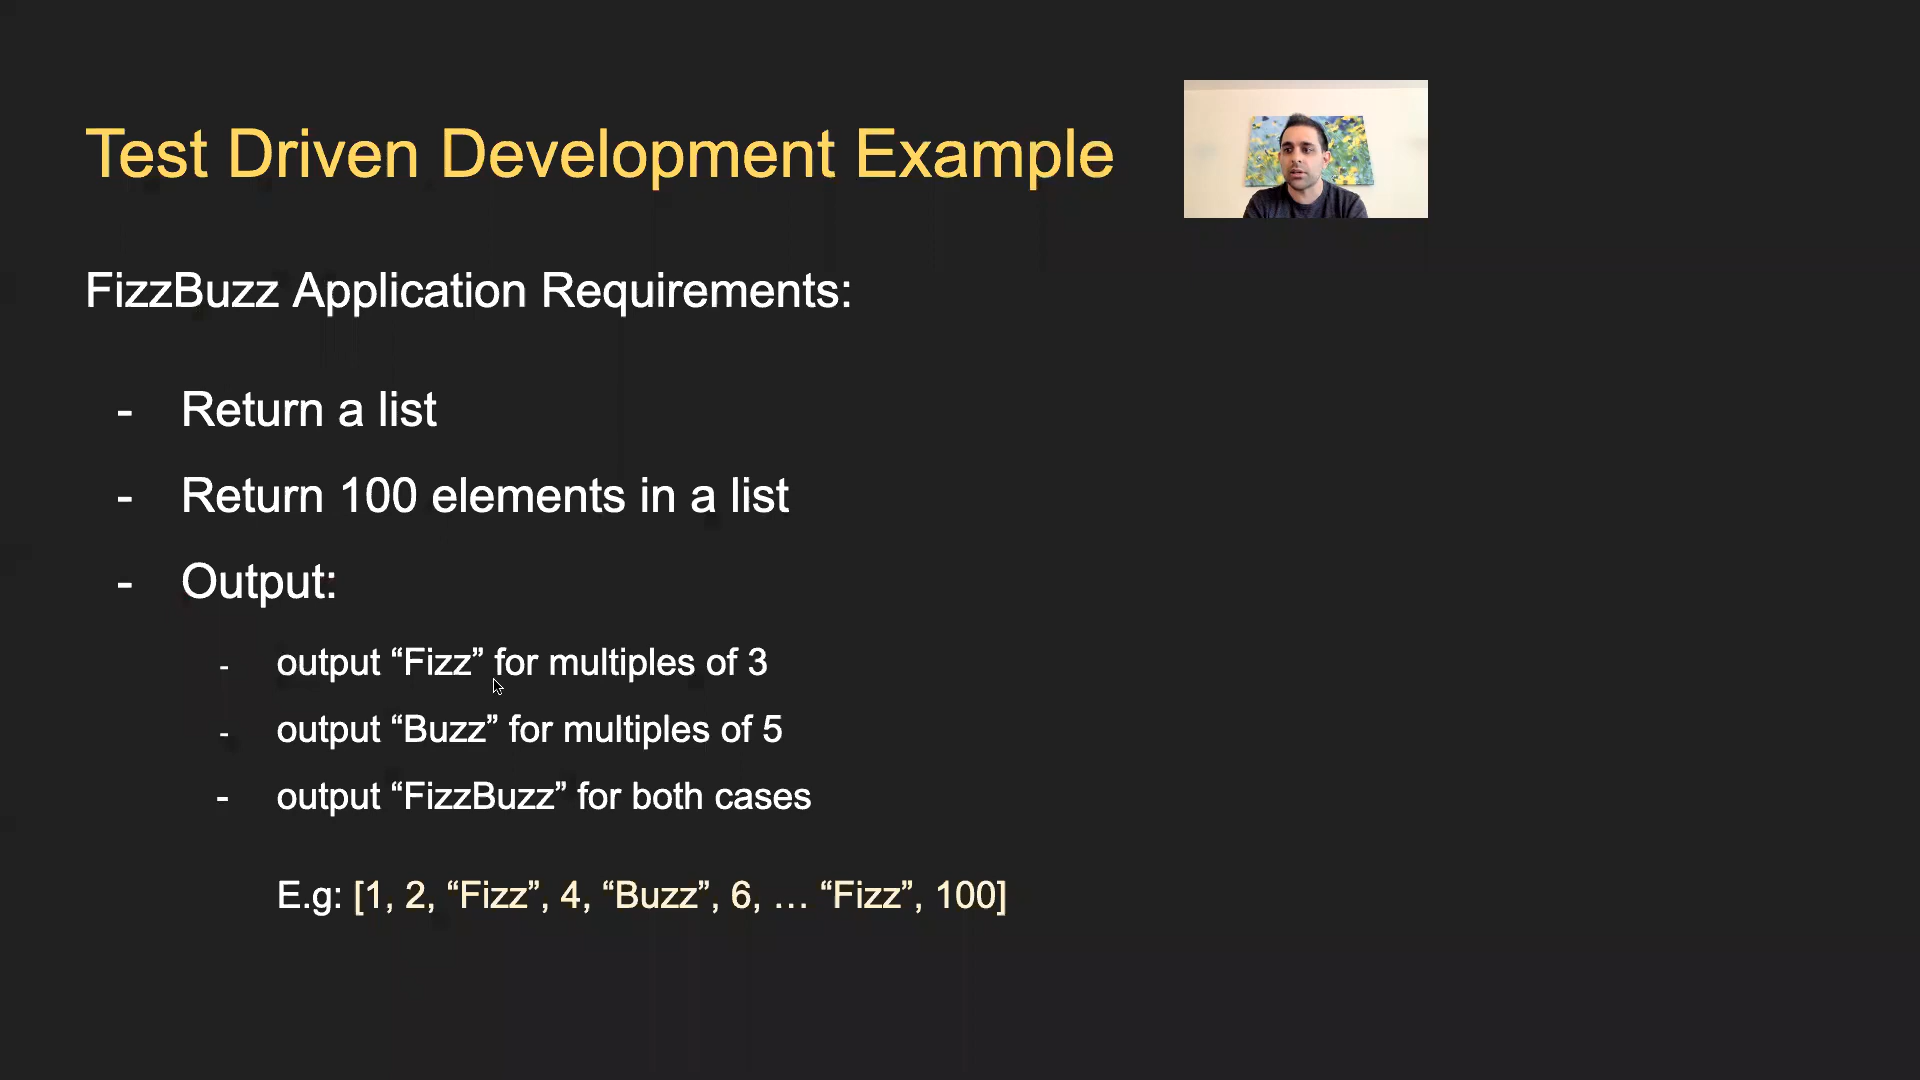 Test Driven Development Example
FizzBuzz Application Requirements:
- Return a list
- Return 100 elements in a list
- Output:
- output “Fizz” for multiples of 3
- output “Buzz” for multiples of 5
- output “FizzBuzz” for both cases
E.g: [1, 2, “Fizz”, 4, “Buzz”, 6, … “Fizz”, 100]